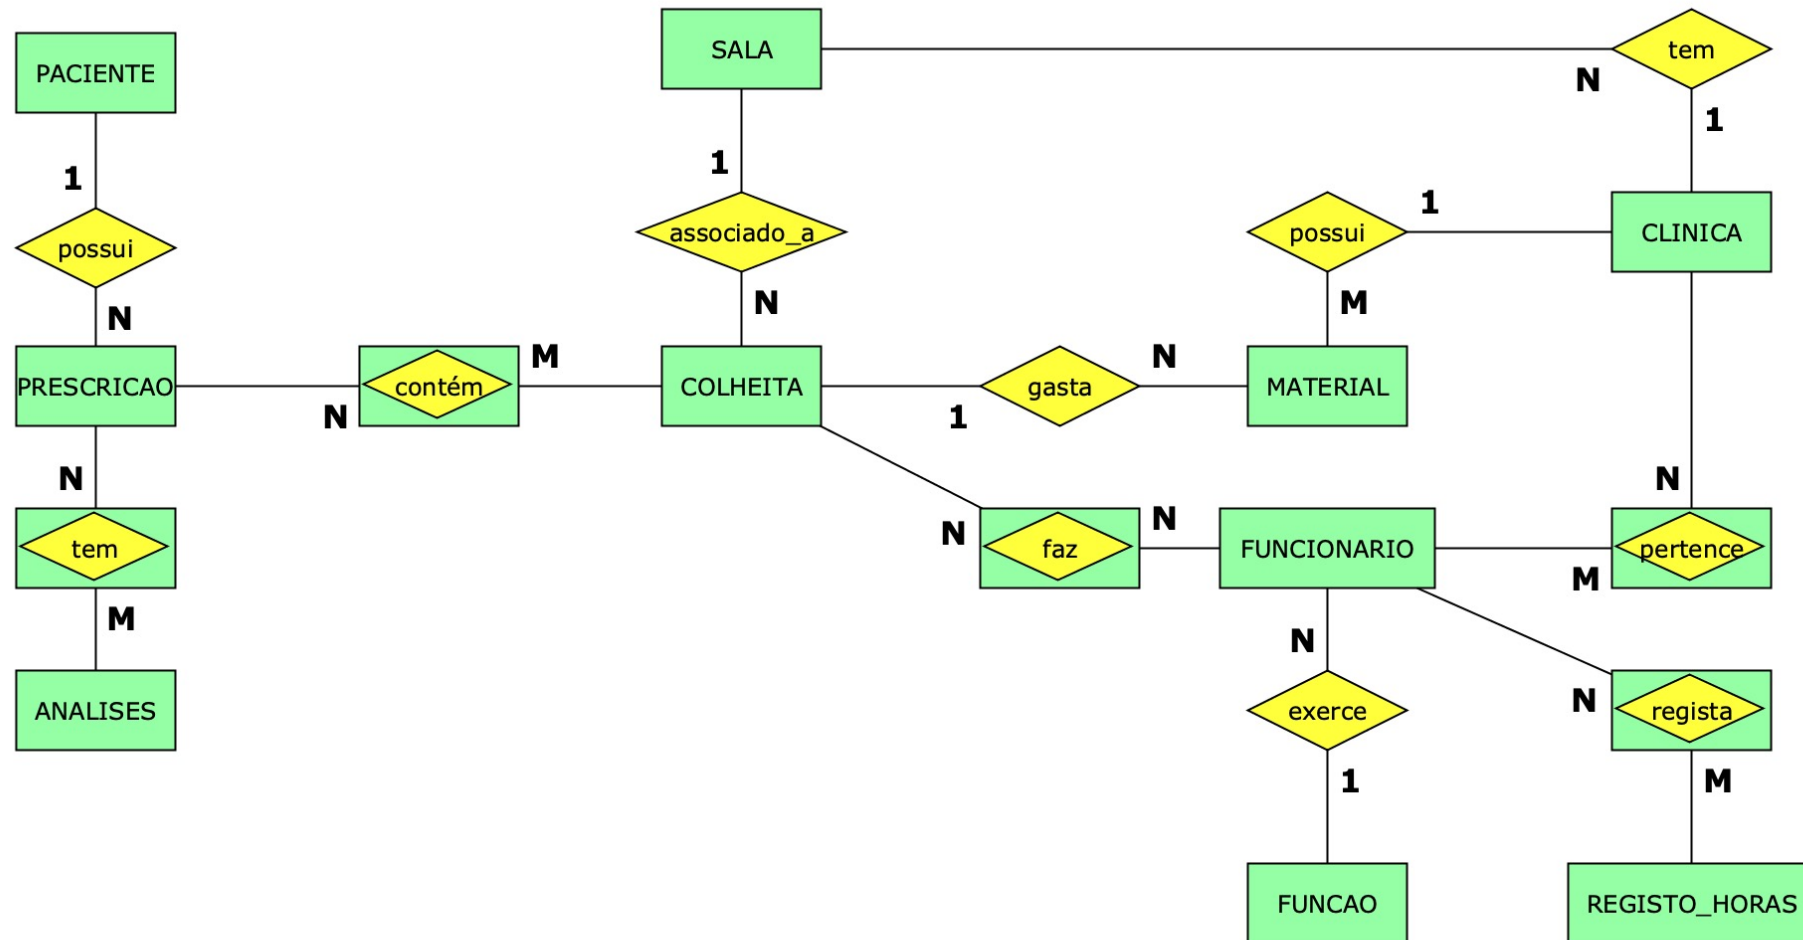 PACIENTE
SALA
tem
N
1
1
1
possui
associado_a
possui
1
CLINICA
N
N
M
PRESCRICAO
N
contém
M
COLHEITA
1
gasta
N
MATERIAL
N
tem
M
ANALISES
N
faz
N
FUNCIONARIO
M
pertence
N
N
exerce
1
FUNCAO
N
regista
M
REGISTO_HORAS